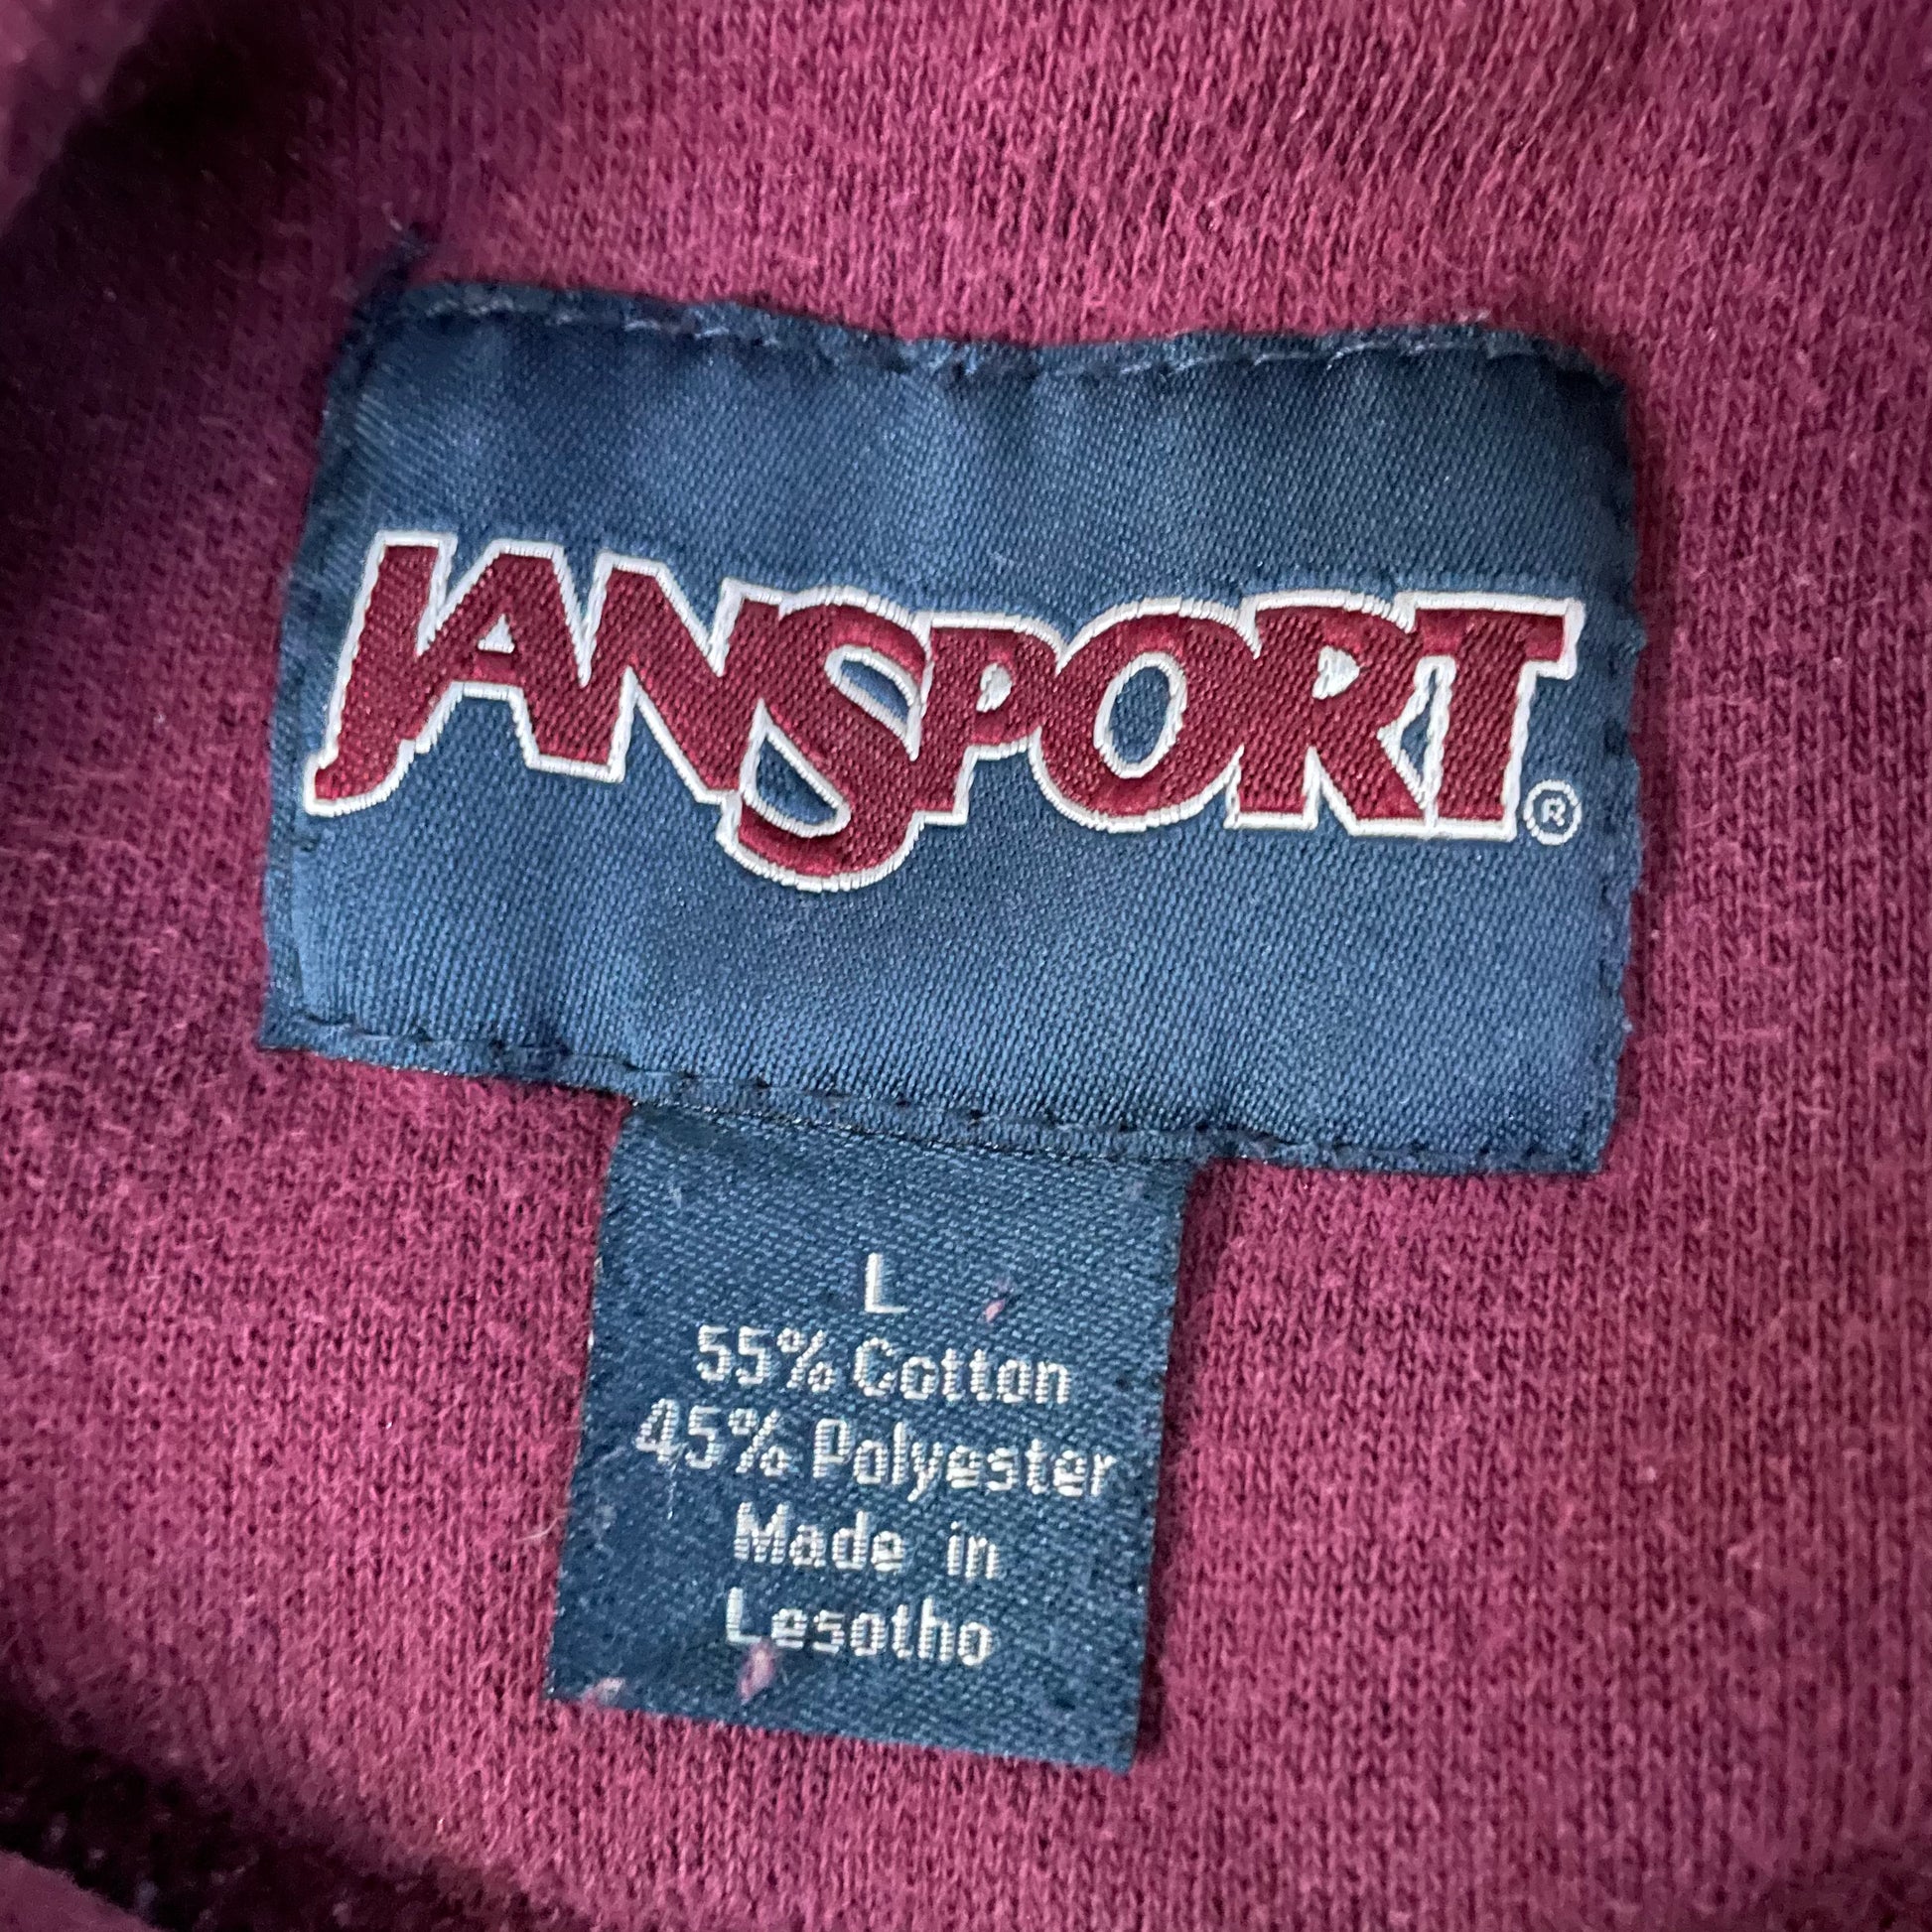 JANSPORT®
L
55% Cotton
45% Polyester
Made in
Lesotho